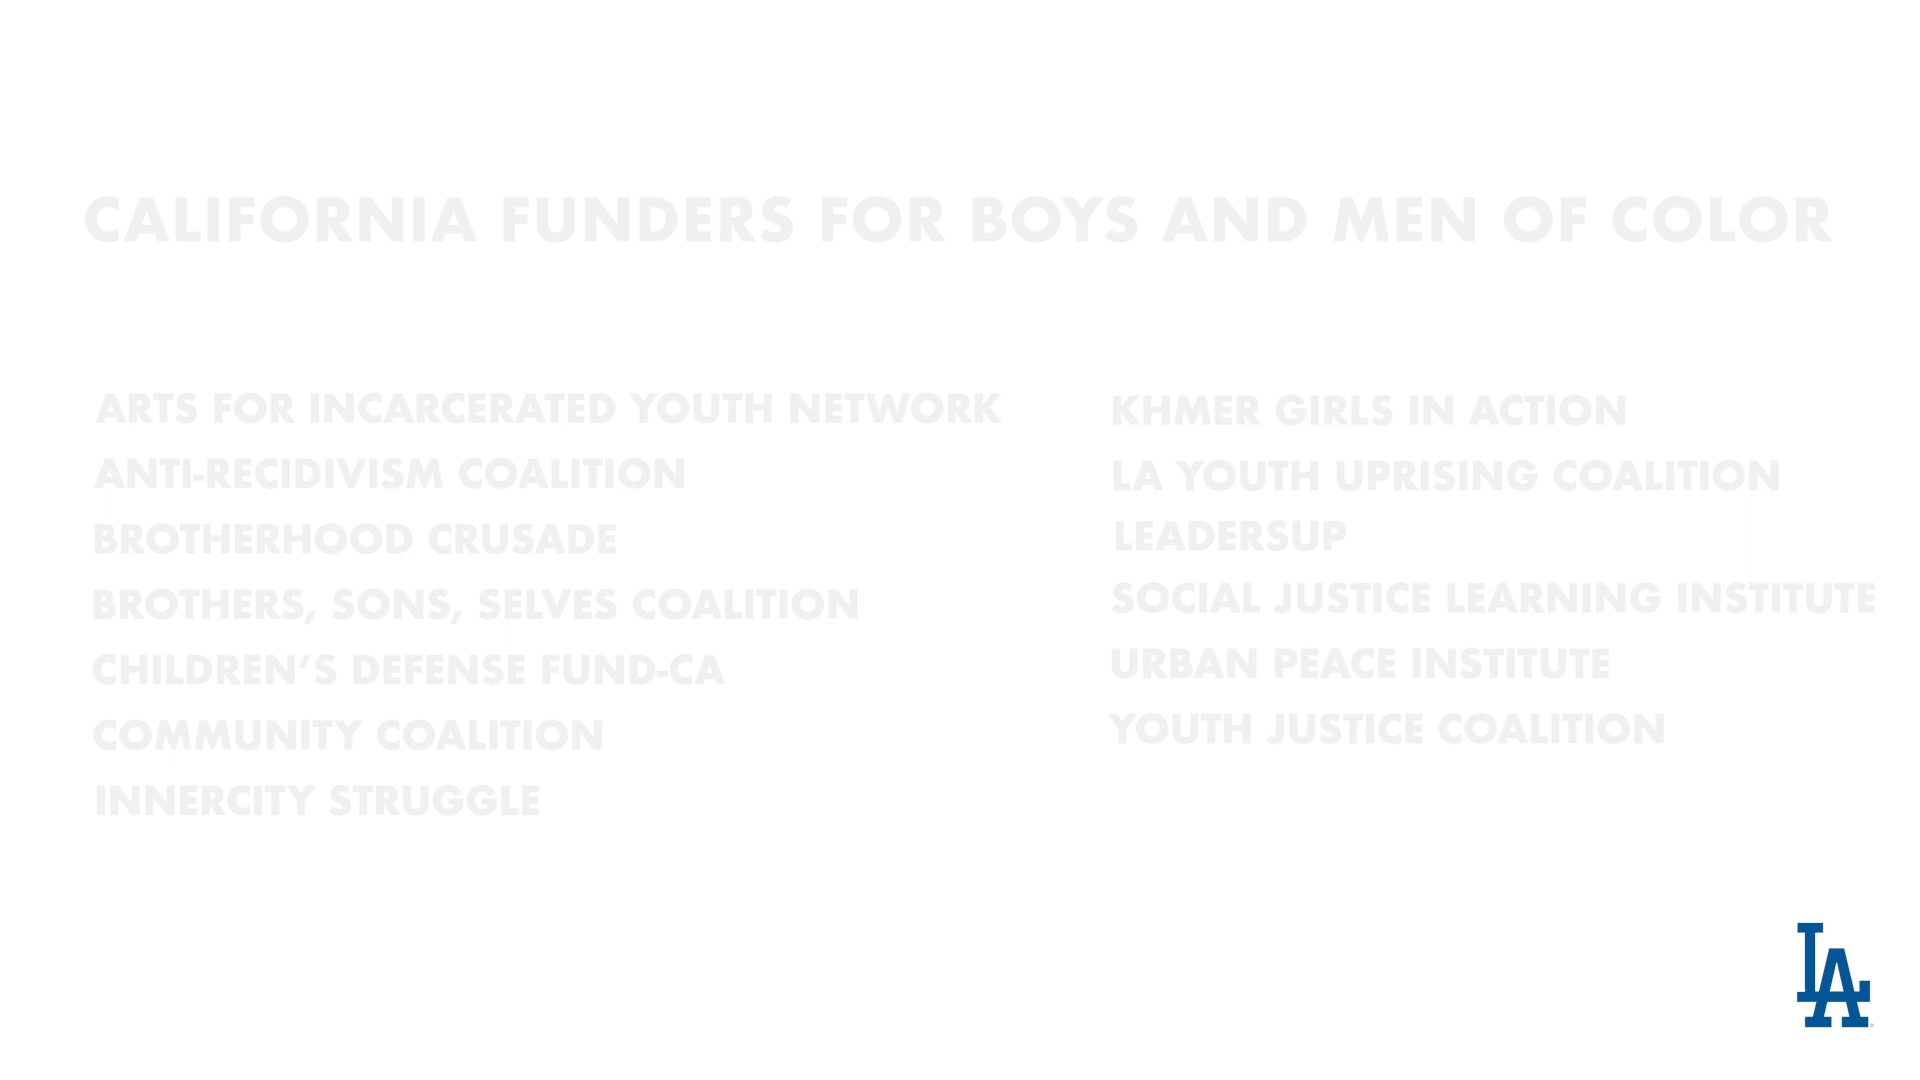 CALIFORNIA FUNDERS FOR BOYS AND MEN OF COLOR
ARTS FOR INCARCERATED YOUTH NETWORK
ANTI-RECIDIVISM COALITION
BROTHERHOOD CRUSADE
BROTHERS, SONS, SELVES COALITION
CHILDREN’S DEFENSE FUND-CA
COMMUNITY COALITION
INNERCITY STRUGGLE
KHMER GIRLS IN ACTION
LA YOUTH UPRISING COALITION
LEADERSUP
SOCIAL JUSTICE LEARNING INSTITUTE
URBAN PEACE INSTITUTE
YOUTH JUSTICE COALITION
LA